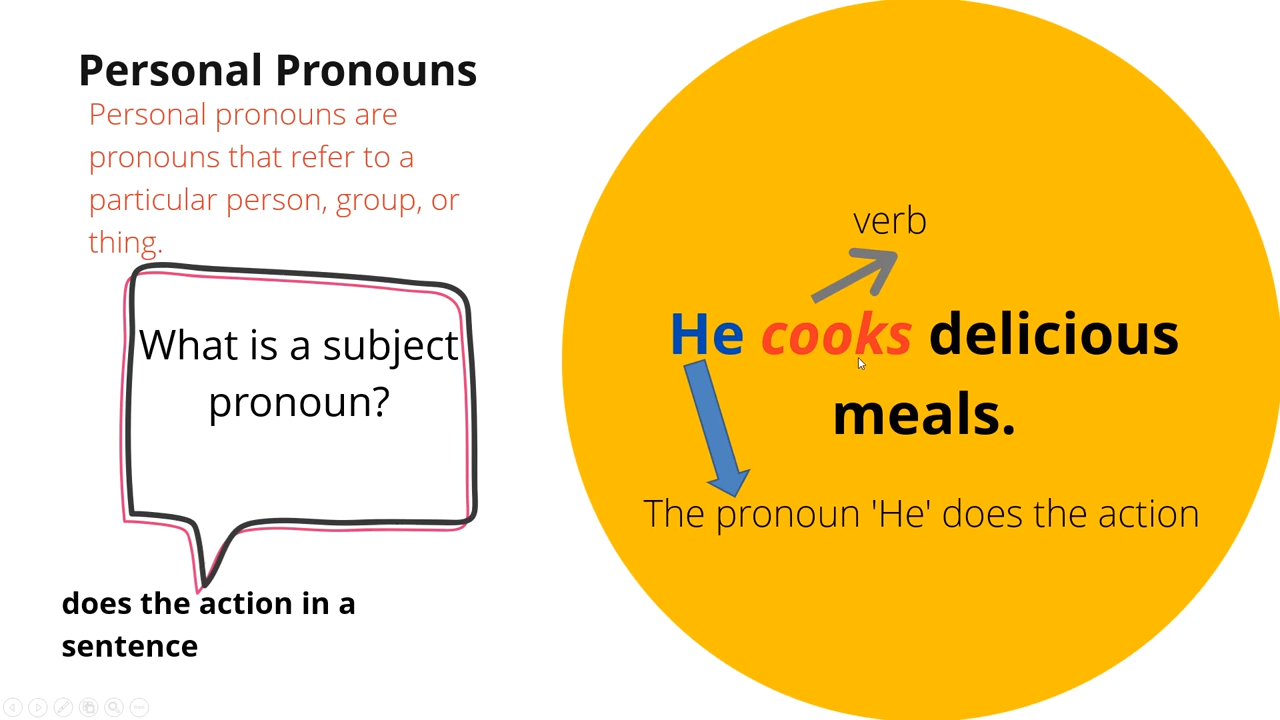 Personal Pronouns
Personal pronouns are
pronouns that refer to a
particular person, group, or
thing.
What is a subject
pronoun?
does the action in a
sentence
verb
He cooks delicious
meals.
The pronoun 'He' does the action